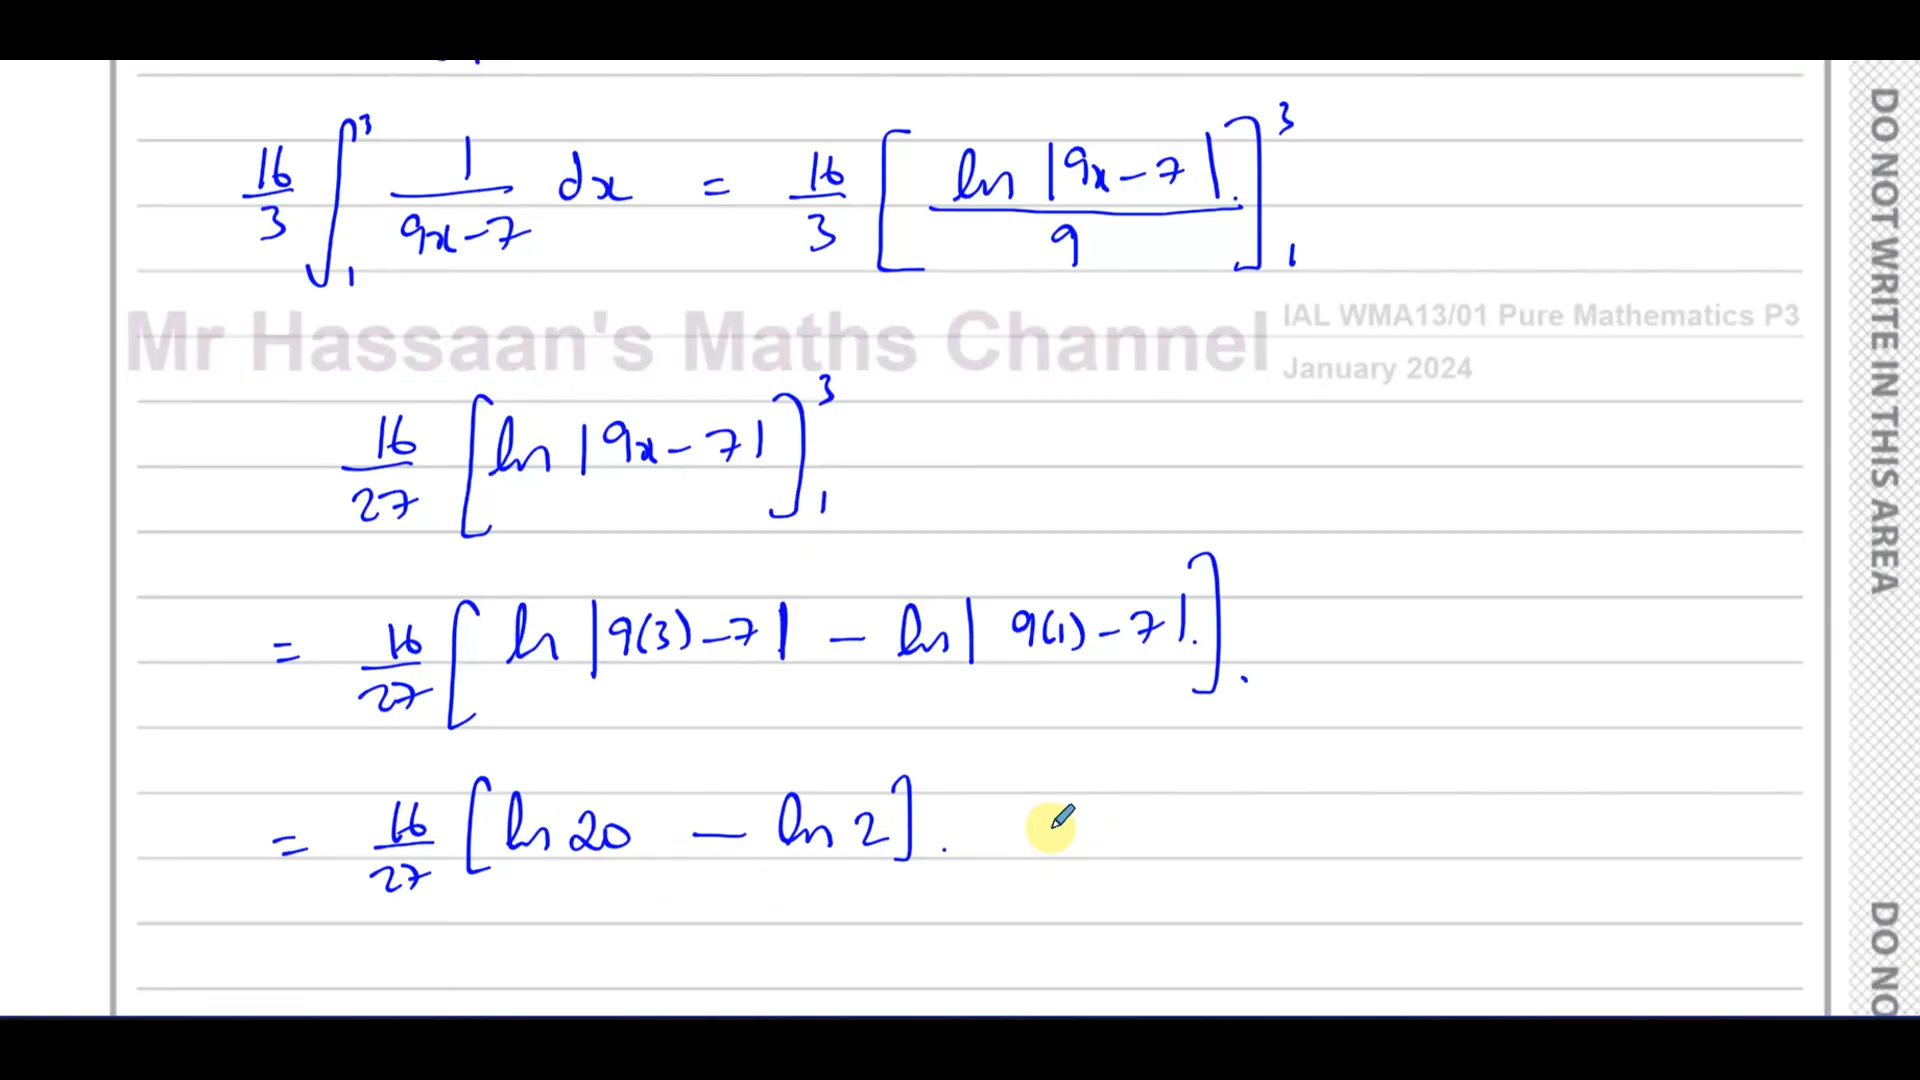 16/3 ∫₁³ 1/(9x-7) dx = 16/3 [ ln |9x-7| / 9 ]₁³
Mr Hassaan's Maths Channel
IAL WMA13/01 Pure Mathematics P3
January 2024
16/27 [ ln |9x-7| ]₁³
= 16/27 [ ln |9(3)-7| - ln | 9(1)-7| ].
= 16/27 [ ln 20 - ln 2 ].
DO NOT WRITE IN THIS AREA
DO NO